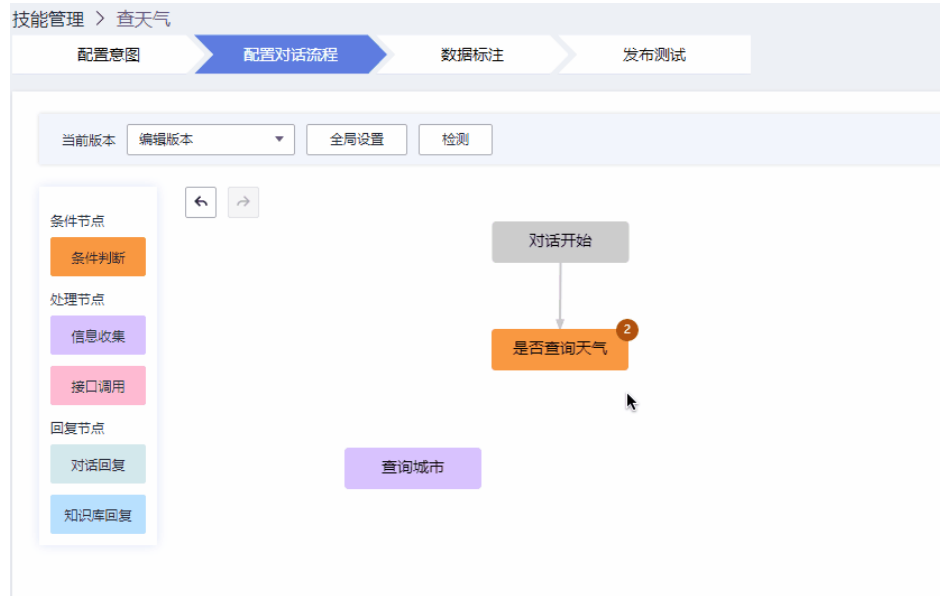 技能管理 > 查天气
配置意图 配置对话流程 数据标注 发布测试
当前版本 编辑版本 全局设置 检测
条件节点
条件判断
处理节点
信息收集
接口调用
回复节点
对话回复
知识库回复
对话开始
是否查询天气 2
查询城市